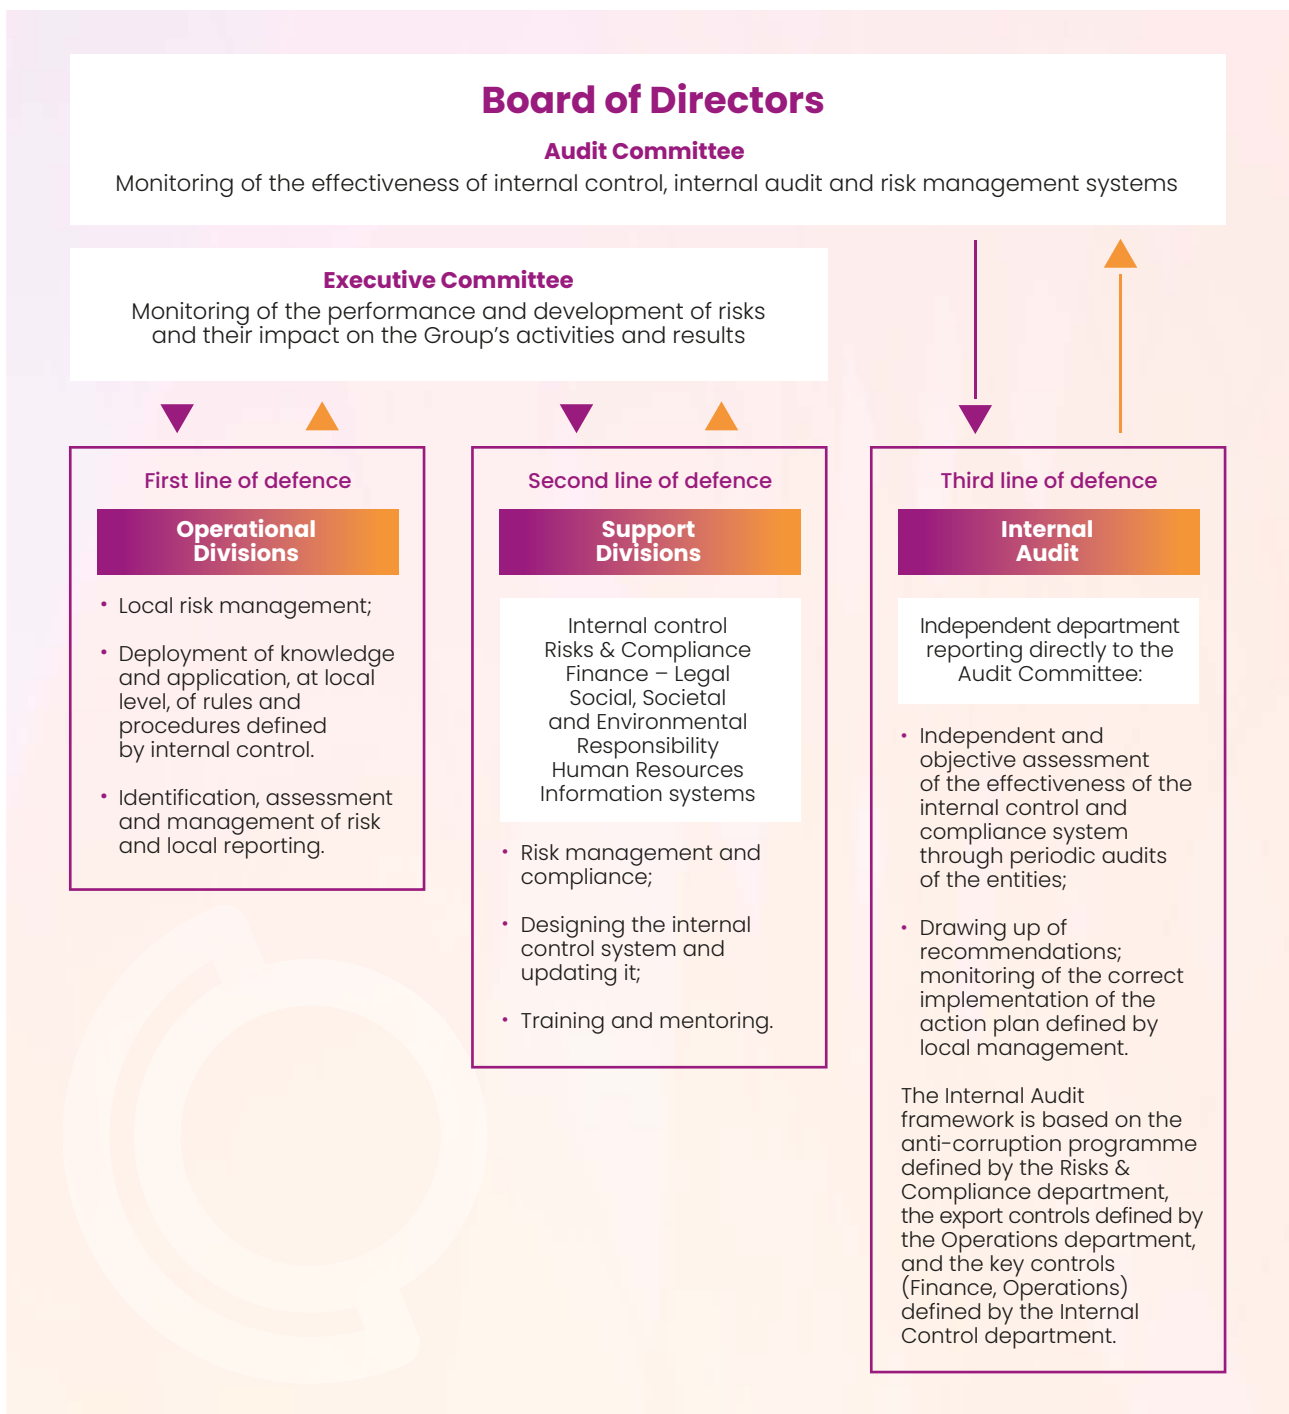 Board of Directors
Audit Committee
Monitoring of the effectiveness of internal control, internal audit and risk management systems
Executive Committee
Monitoring of the performance and development of risks
and their impact on the Group’s activities and results
First line of defence
Operational
Divisions
• Local risk management;
• Deployment of knowledge
and application, at local
level, of rules and
procedures defined
by internal control.
• Identification, assessment
and management of risk
and local reporting.
Second line of defence
Support
Divisions
Internal control
Risks & Compliance
Finance – Legal
Social, Societal
and Environmental
Responsibility
Human Resources
Information systems
• Risk management and
compliance;
• Designing the internal
control system and
updating it;
• Training and mentoring.
Third line of defence
Internal
Audit
Independent department
reporting directly to the
Audit Committee:
• Independent and
objective assessment
of the effectiveness of the
internal control and
compliance system
through periodic audits
of the entities;
• Drawing up of
recommendations;
monitoring of the correct
implementation of the
action plan defined by
local management.
The Internal Audit
framework is based on the
anti-corruption programme
defined by the Risks &
Compliance department,
the export controls defined by
the Operations department,
and the key controls
(Finance, Operations)
defined by the Internal
Control department.